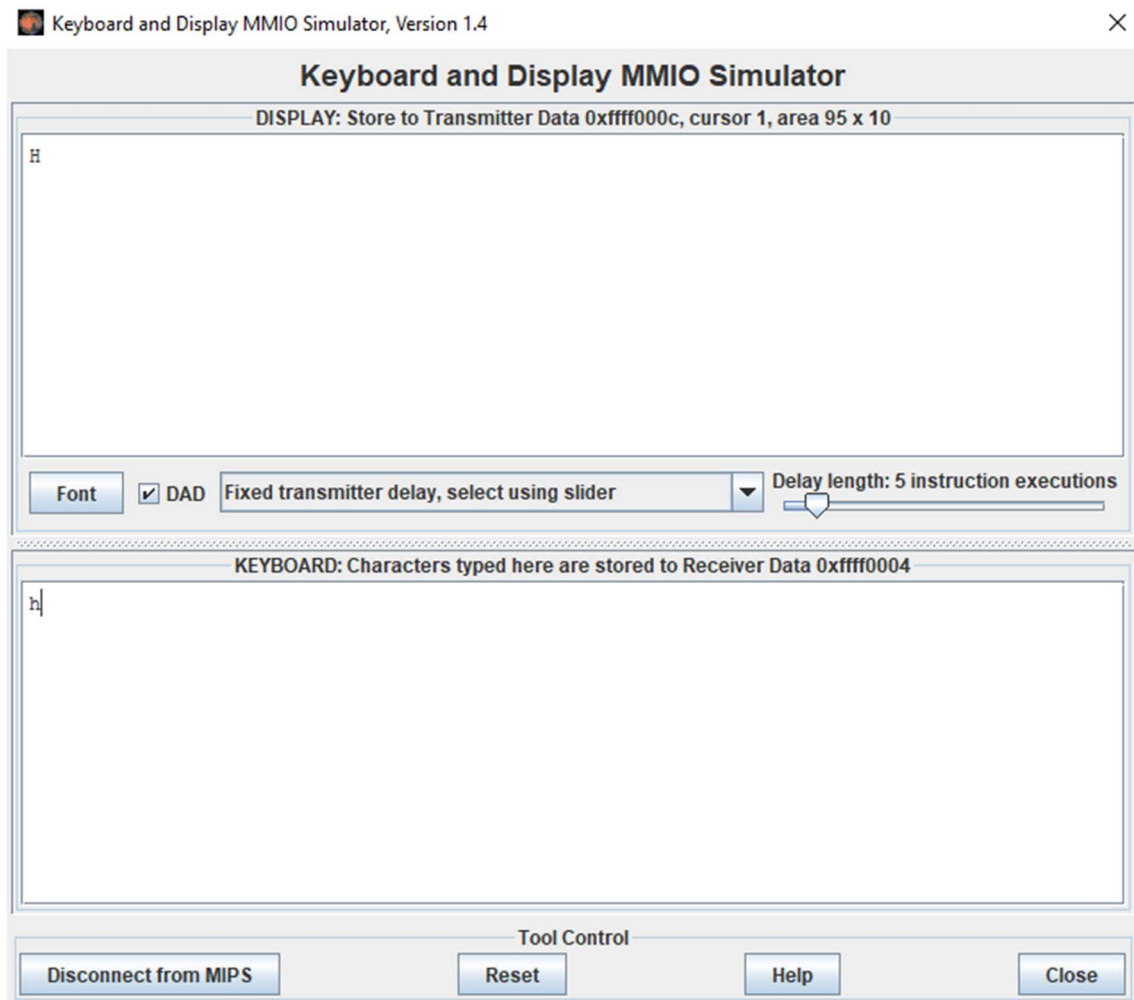 Keyboard and Display MMIO Simulator, Version 1.4
Keyboard and Display MMIO Simulator
DISPLAY: Store to Transmitter Data 0xffff000c, cursor 1, area 95 x 10
H
Font
DAD
Fixed transmitter delay, select using slider
Delay length: 5 instruction executions
KEYBOARD: Characters typed here are stored to Receiver Data 0xffff0004
h
Tool Control
Disconnect from MIPS
Reset
Help
Close